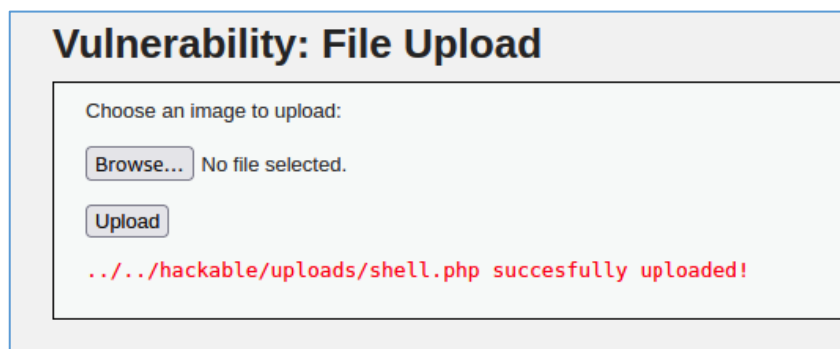 Vulnerability: File Upload
Choose an image to upload:
Browse... No file selected.
Upload
../../hackable/uploads/shell.php succesfully uploaded!